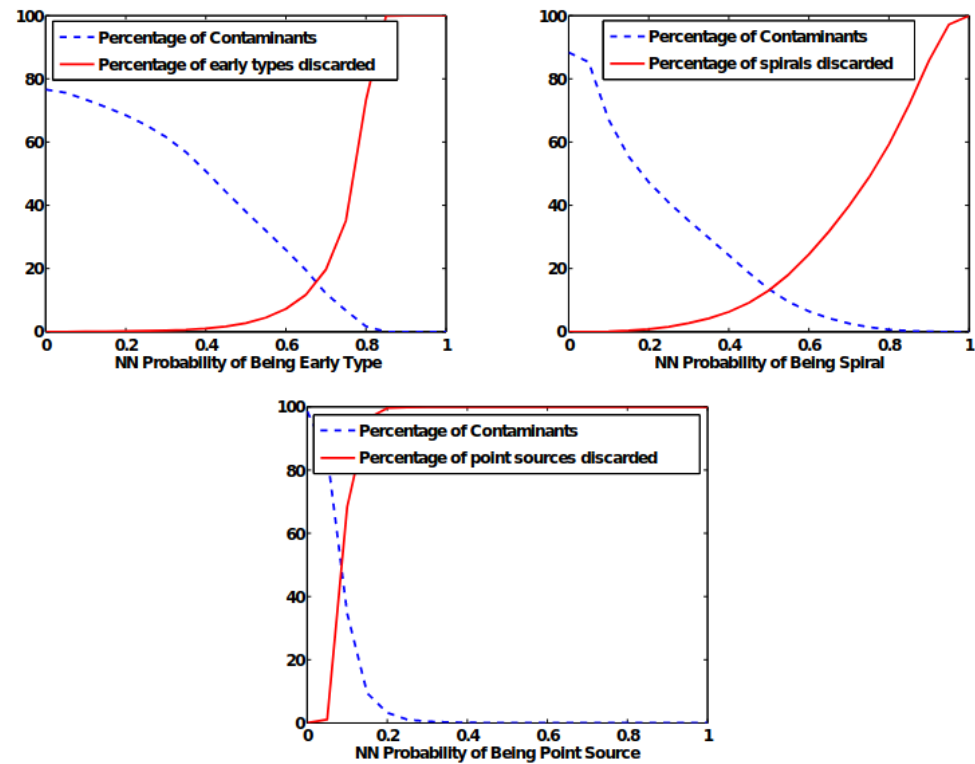 100
80
60
40
20
0
Percentage of Contaminants
Percentage of early types discarded
0 0.2 0.4 0.6 0.8 1
NN Probability of Being Early Type
100
80
60
40
20
0
Percentage of Contaminants
Percentage of spirals discarded
0 0.2 0.4 0.6 0.8 1
NN Probability of Being Spiral
100
80
60
40
20
0
Percentage of Contaminants
Percentage of point sources discarded
0 0.2 0.4 0.6 0.8 1
NN Probability of Being Point Source